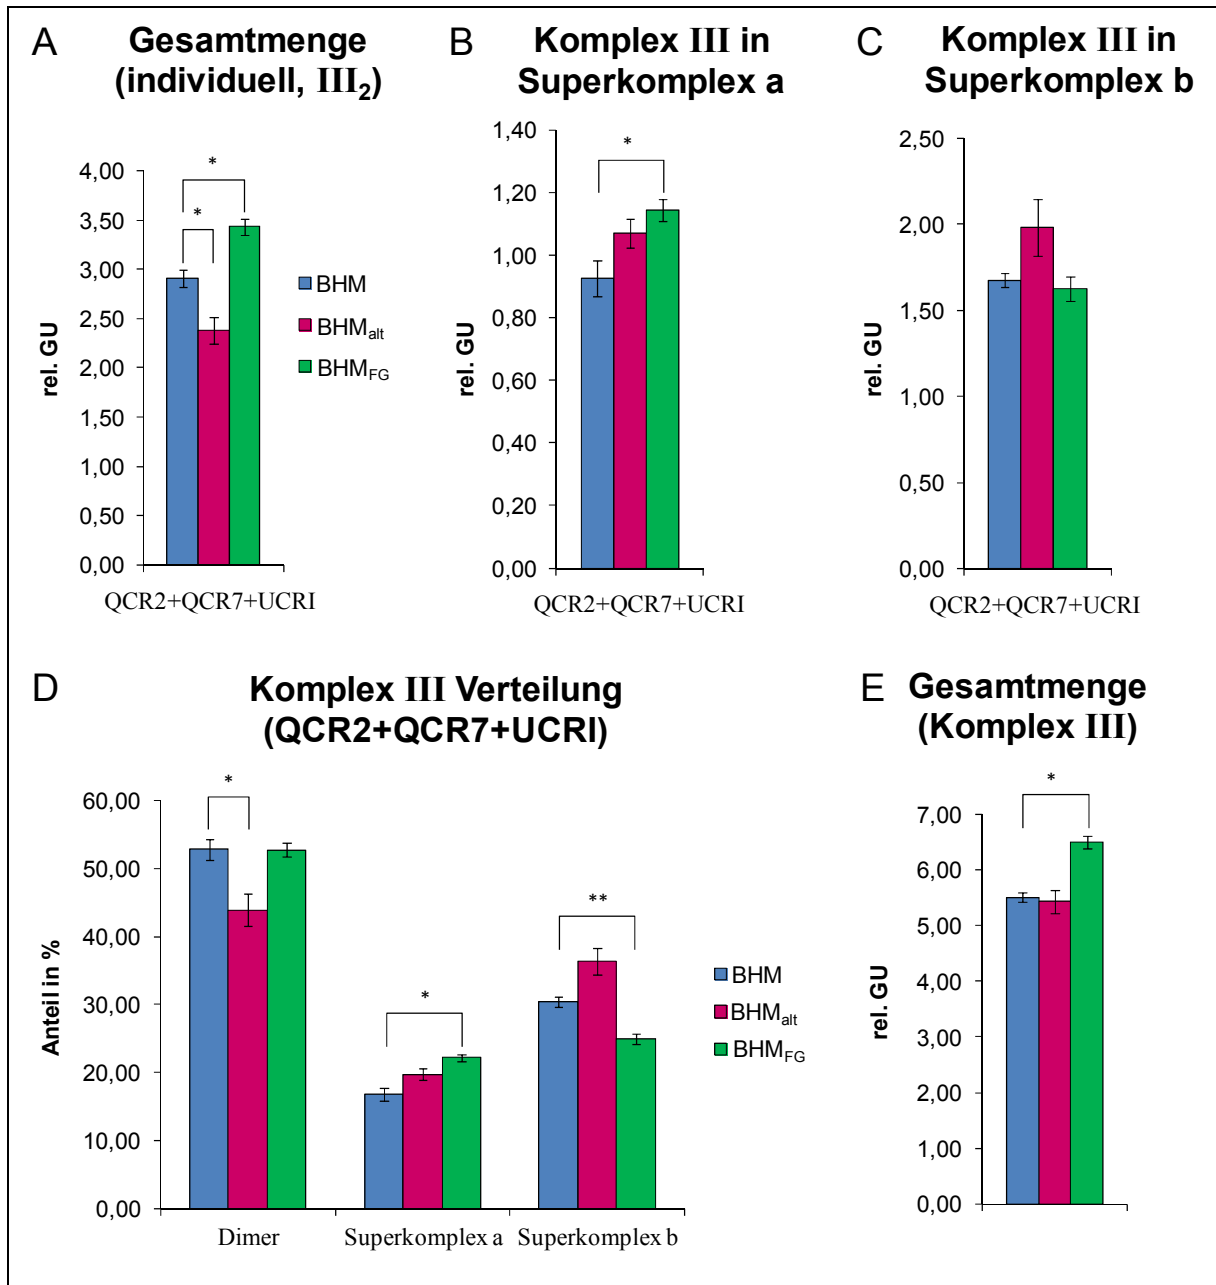 A
Gesamtmenge
(individuell, III₂)
4,00
3,50
3,00
2,50
2,00
1,50
1,00
0,50
0,00
rel. GU
*
*
QCR2+QCR7+UCRI
BHM
BHMalt
BHMFG
B
Komplex III in
Superkomplex a
1,40
1,20
1,00
0,80
0,60
0,40
0,20
0,00
rel. GU
*
QCR2+QCR7+UCRI
C
Komplex III in
Superkomplex b
2,50
2,00
1,50
1,00
0,50
0,00
rel. GU
QCR2+QCR7+UCRI
D
Komplex III Verteilung
(QCR2+QCR7+UCRI)
60,00
50,00
40,00
30,00
20,00
10,00
0,00
Anteil in %
*
*
**
Dimer Superkomplex a Superkomplex b
BHM
BHMalt
BHMFG
E
Gesamtmenge
(Komplex III)
7,00
6,00
5,00
4,00
3,00
2,00
1,00
0,00
rel. GU
*